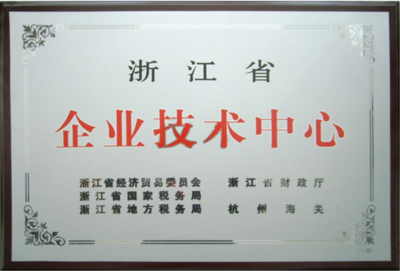 浙江省
企业技术中心
浙江省经济贸易委员会 浙江省财政厅
浙江省国家税务局
浙江省地方税务局 杭州海关